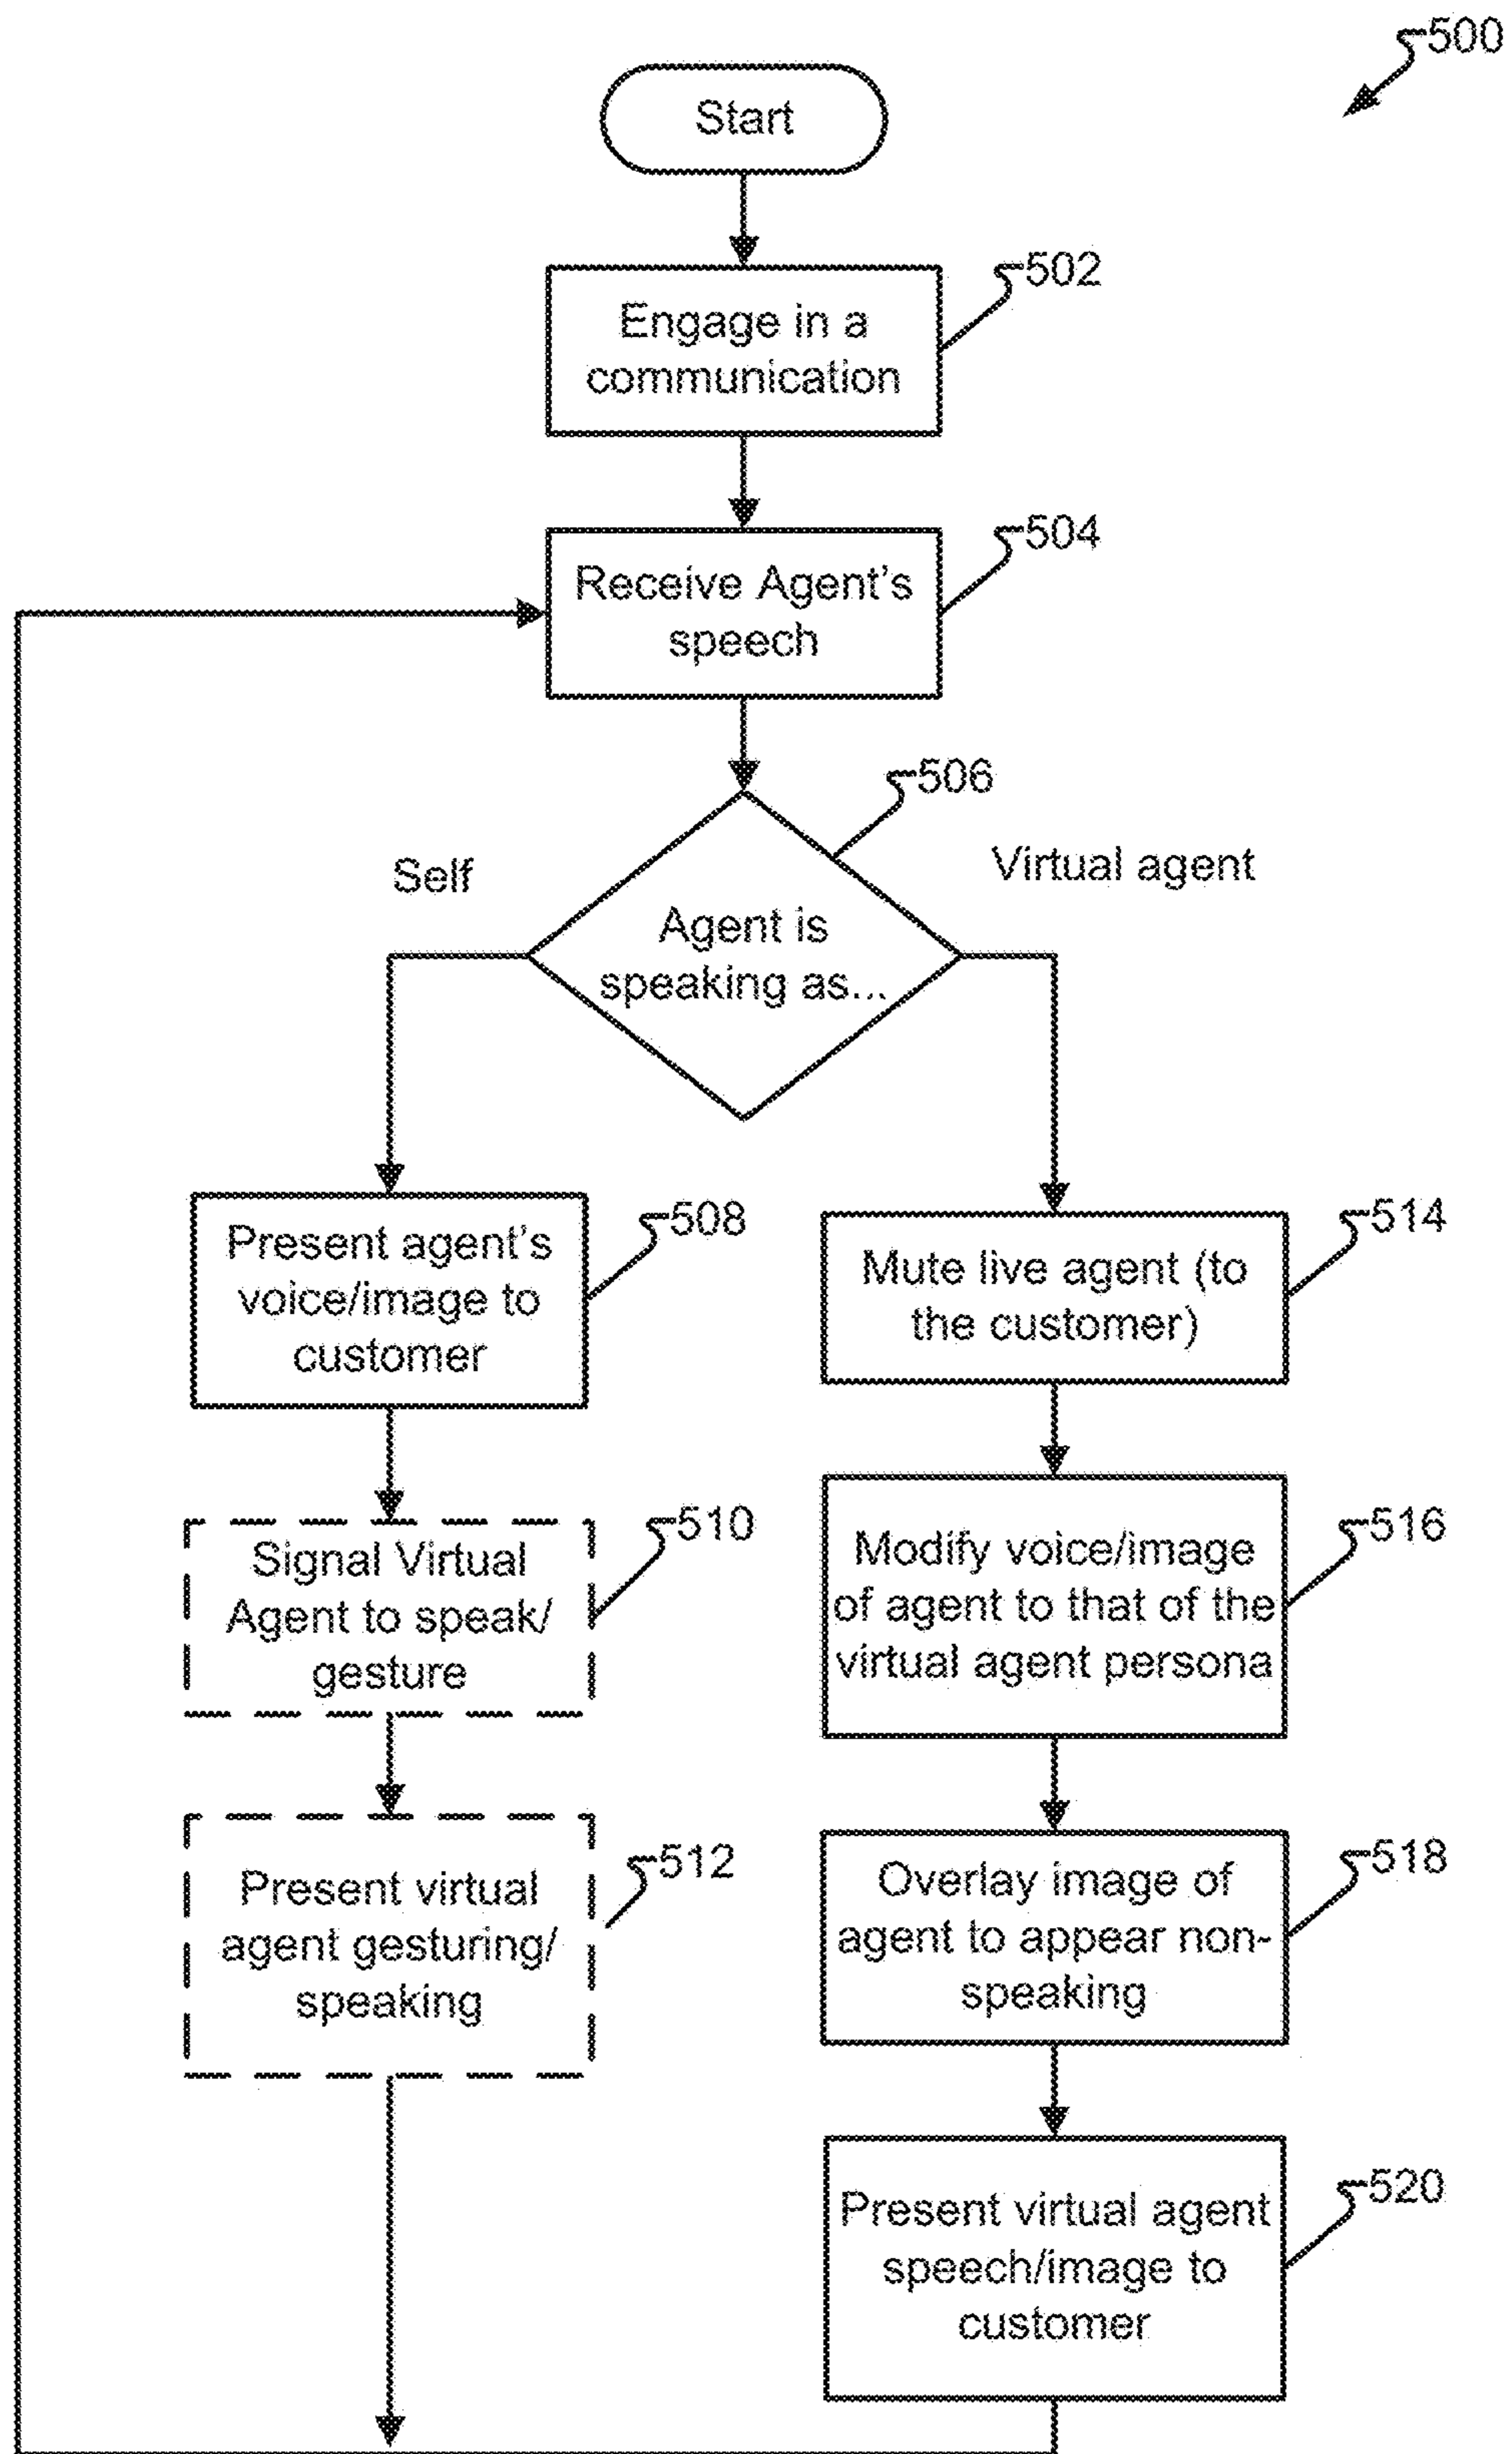 500
Start
502
Engage in a
communication
504
Receive Agent's
speech
506
Self
Virtual agent
Agent is
speaking as...
508
Present agent's
voice/image to
customer
510
Signal Virtual
Agent to speak/
gesture
512
Present virtual
agent gesturing/
speaking
514
Mute live agent (to
the customer)
516
Modify voice/image
of agent to that of the
virtual agent persona
518
Overlay image of
agent to appear non-
speaking
520
Present virtual agent
speech/image to
customer